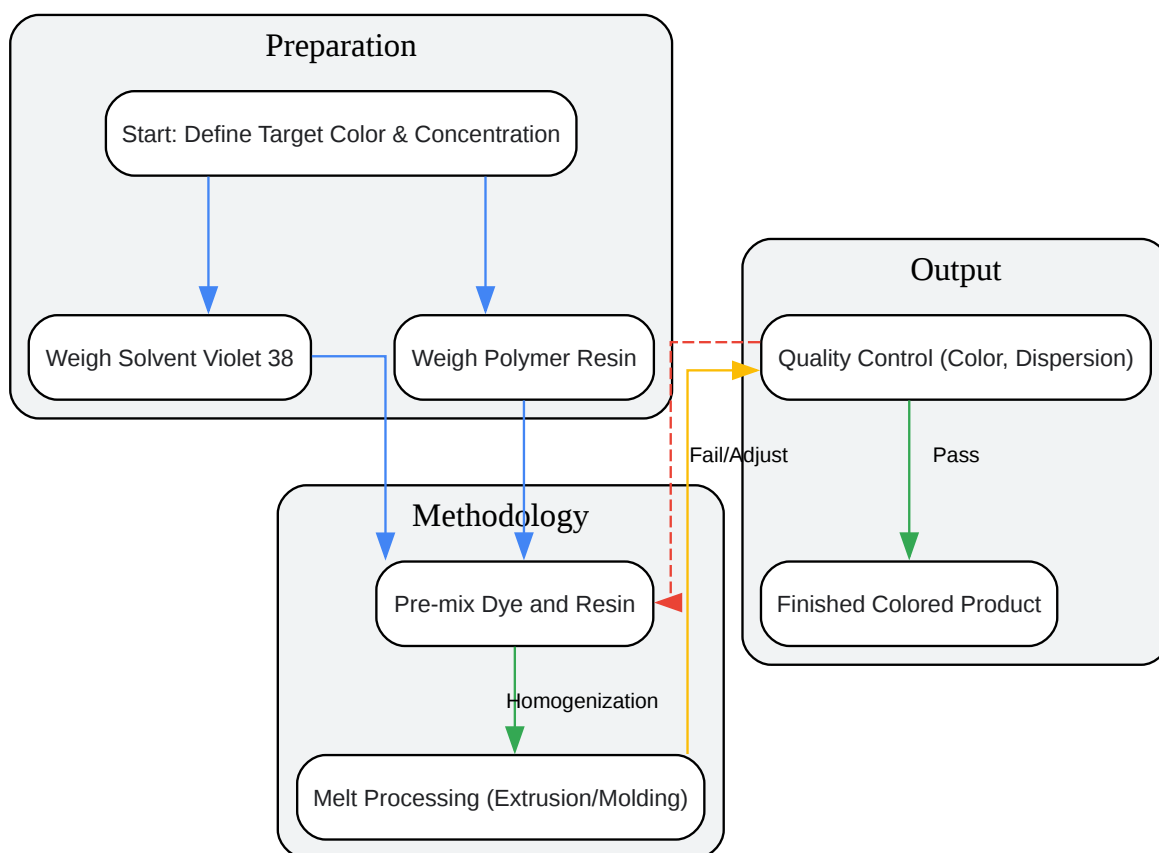 Preparation
Start: Define Target Color & Concentration
Weigh Solvent Violet 38
Weigh Polymer Resin
Output
Quality Control (Color, Dispersion)
Fail/Adjust
Pass
Methodology
Pre-mix Dye and Resin
Finished Colored Product
Homogenization
Melt Processing (Extrusion/Molding)